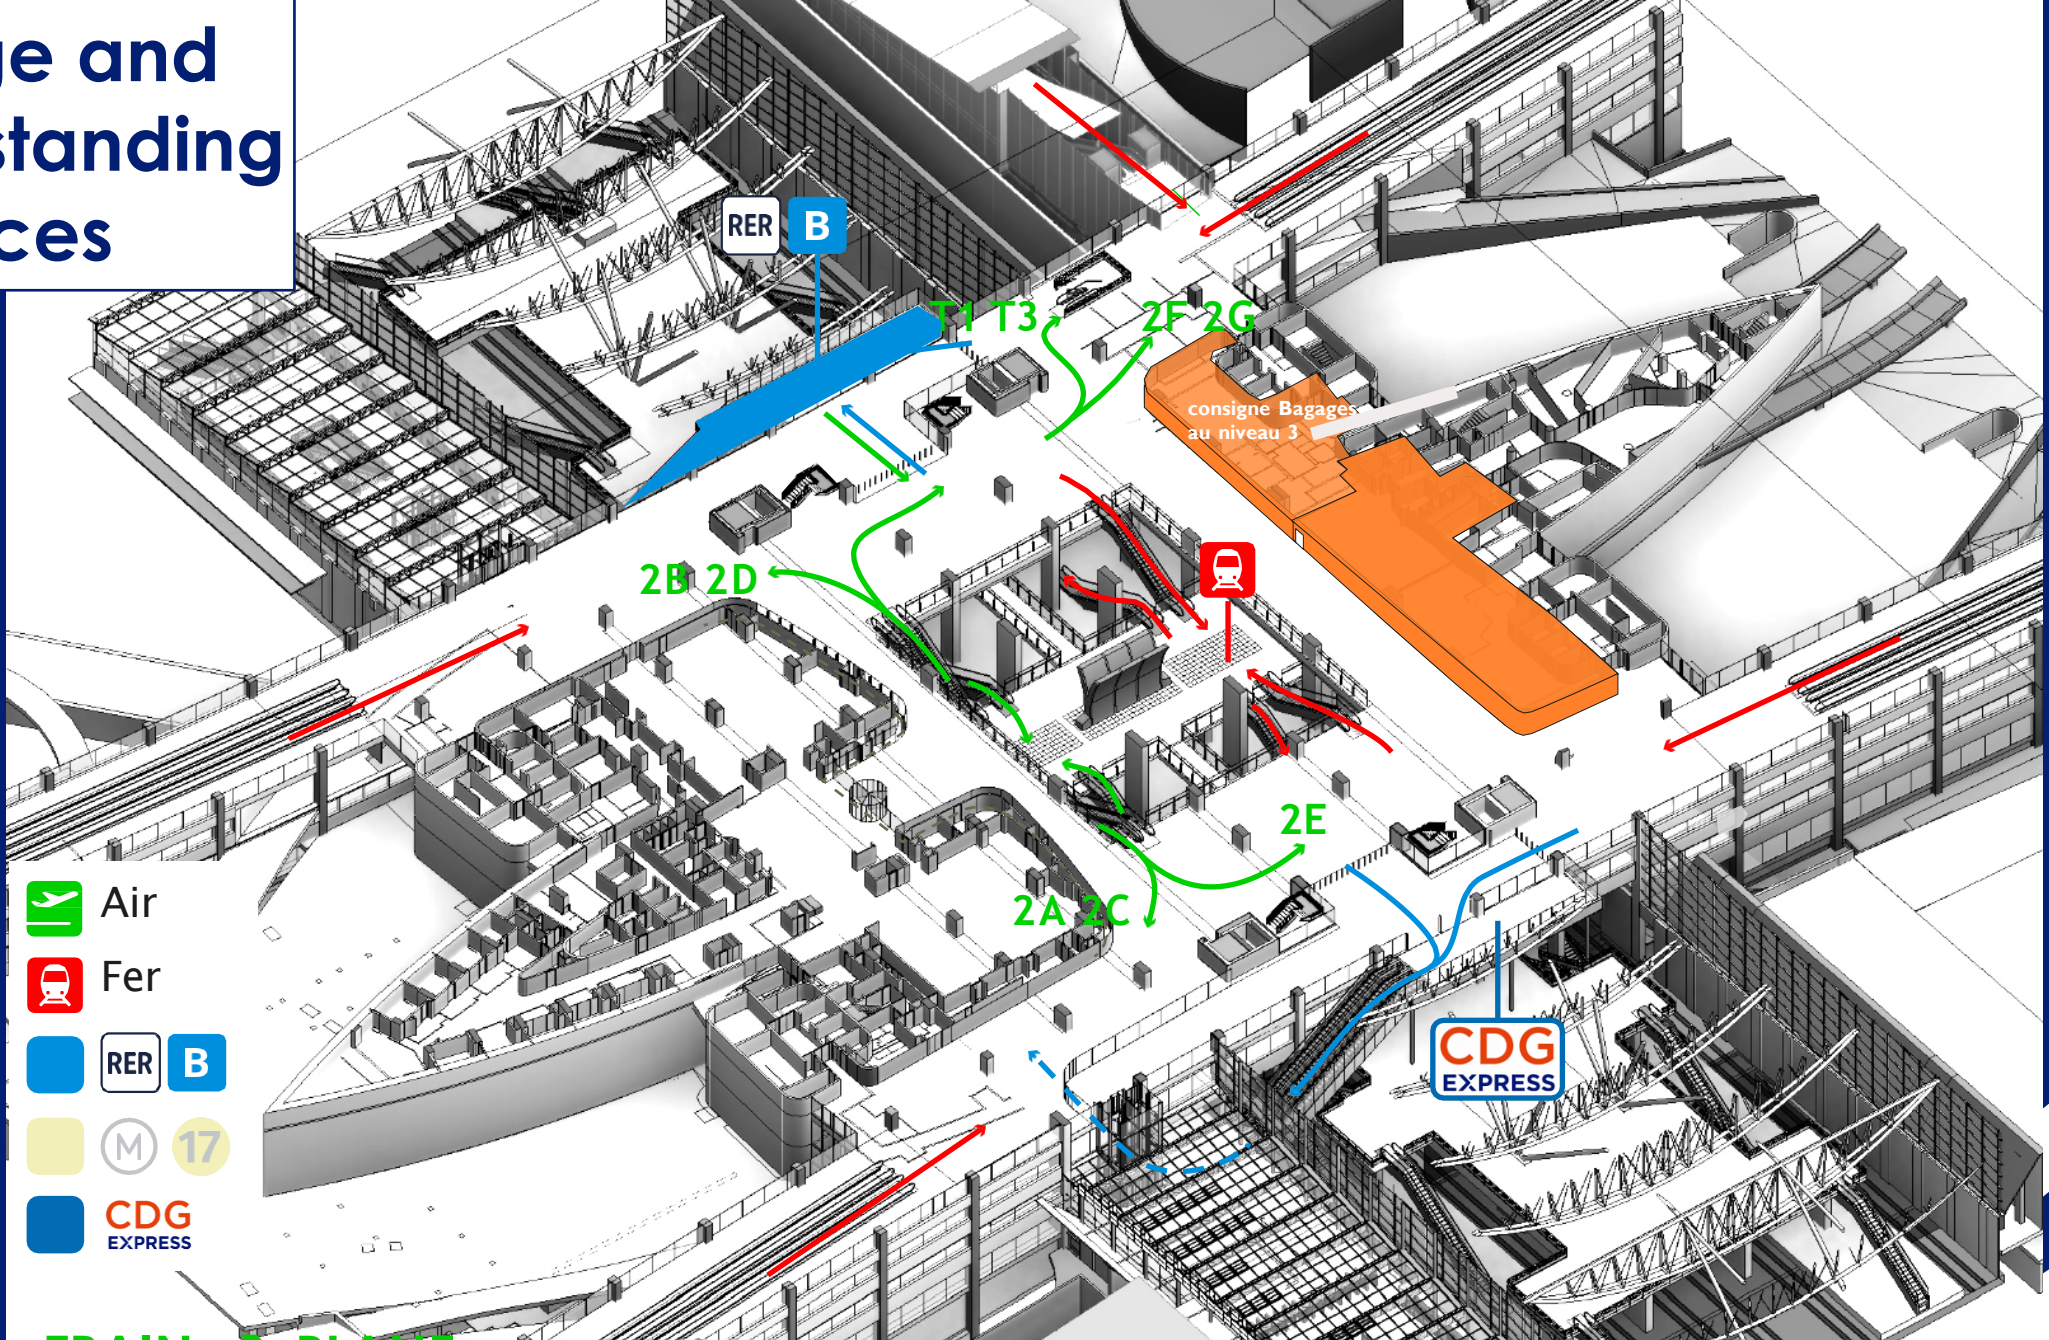 ge and
standing
ces
RER B
T1 T3
2F 2G
consigne Bagages
au niveau 3
2B 2D
2E
2A 2C
CDG
EXPRESS
Air
Fer
RER B
M 17
CDG
EXPRESS